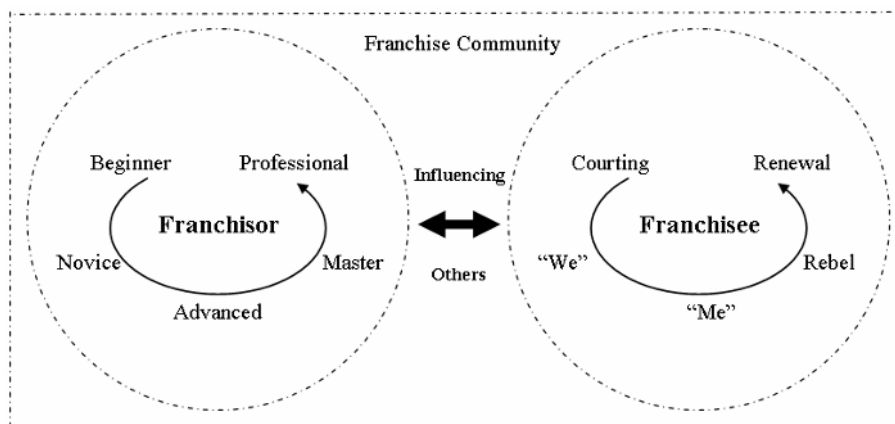 Franchise Community
Beginner
Professional
Franchisor
Novice
Master
Advanced
Influencing
Others
Courting
Renewal
Franchisee
“We”
Rebel
“Me”